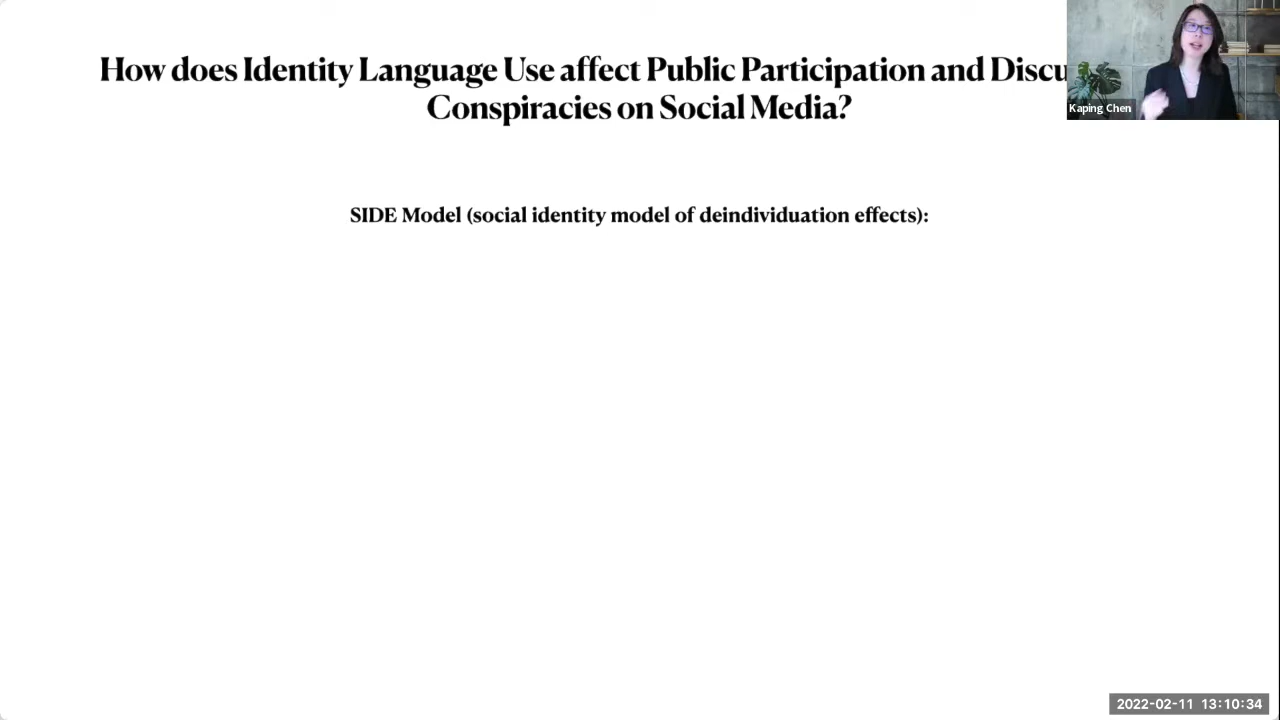 How does Identity Language Use affect Public Participation and
Conspiracies on Social Media?
Kaping Chen
SIDE Model (social identity model of deindividuation effects):
2022-02-11 13:10:34